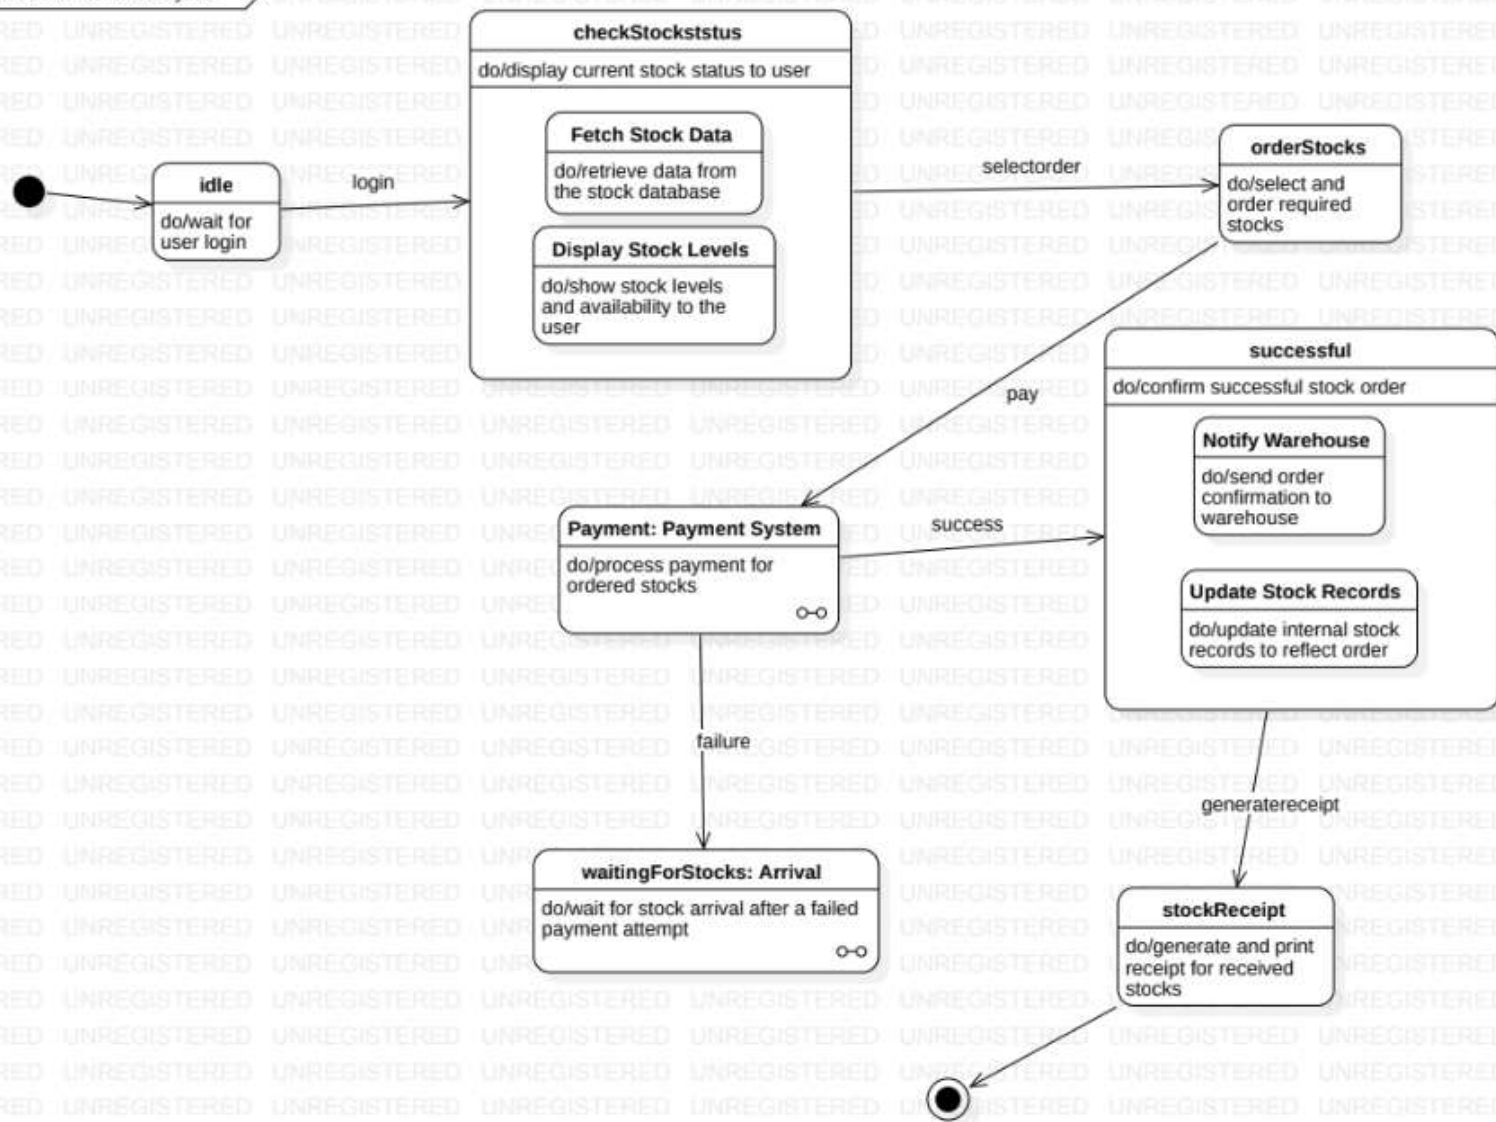 checkStockststus
do/display current stock status to user
Fetch Stock Data
do/retrieve data from
the stock database
Display Stock Levels
do/show stock levels
and availability to the
user
idle
do/wait for
user login
login
selectorder
orderStocks
do/select and
order required
stocks
pay
successful
do/confirm successful stock order
Notify Warehouse
do/send order
confirmation to
warehouse
Update Stock Records
do/update internal stock
records to reflect order
Payment: Payment System
do/process payment for
ordered stocks
success
failure
generatereceipt
waitingForStocks: Arrival
do/wait for stock arrival after a failed
payment attempt
stockReceipt
do/generate and print
receipt for received
stocks
UNREGISTERED